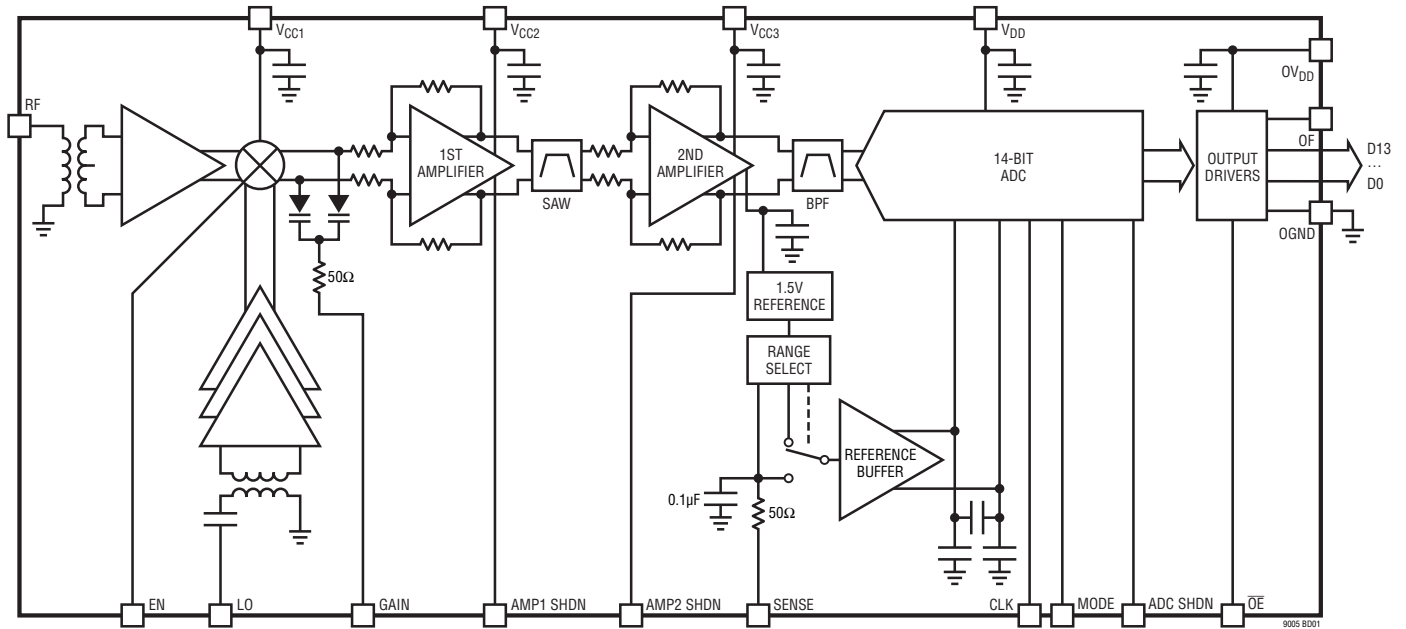 VCC1
VCC2
VCC3
VDD
OVDD
RF
1ST
AMPLIFIER
SAW
2ND
AMPLIFIER
BPF
14-BIT
ADC
OUTPUT
DRIVERS
OF
D13
...
D0
OGND
50Ω
1.5V
REFERENCE
RANGE
SELECT
REFERENCE
BUFFER
0.1µF
50Ω
EN
LO
GAIN
AMP1 SHDN
AMP2 SHDN
SENSE
CLK
MODE
ADC SHDN
O̅E̅
9005 BD01